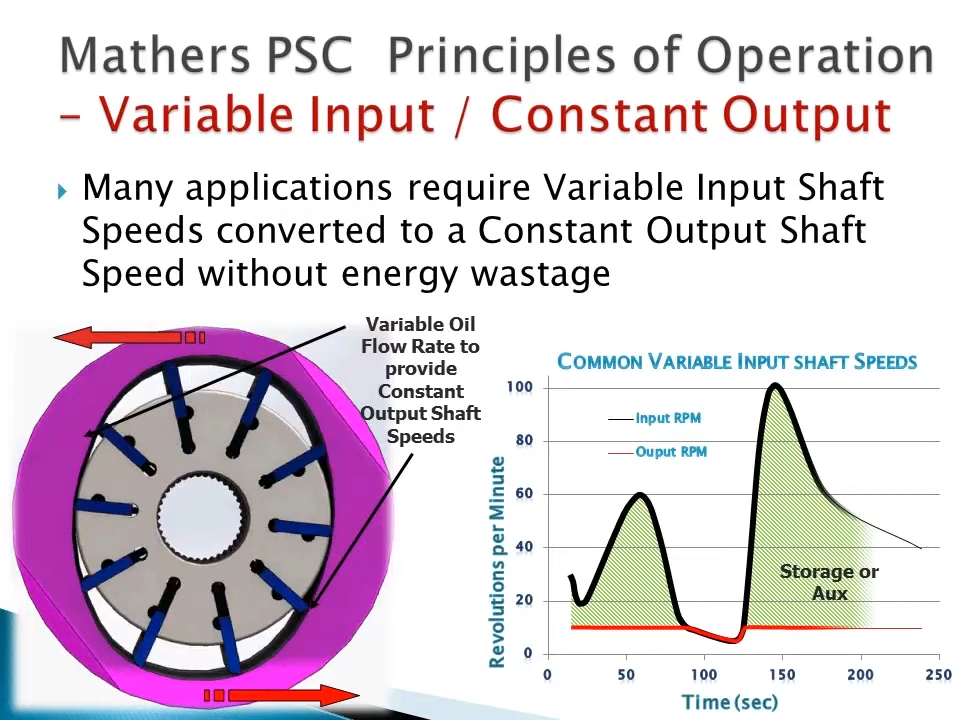 Mathers PSC  Principles of Operation
– Variable Input / Constant Output
Many applications require Variable Input Shaft
Speeds converted to a Constant Output Shaft
Speed without energy wastage
Variable Oil
Flow Rate to
provide
Constant
Output Shaft
Speeds
COMMON VARIABLE INPUT SHAFT SPEEDS
Revolutions per Minute
100
80
60
40
20
0
Input RPM
Ouput RPM
Storage or
Aux
0 50 100 150 200 250
Time (sec)